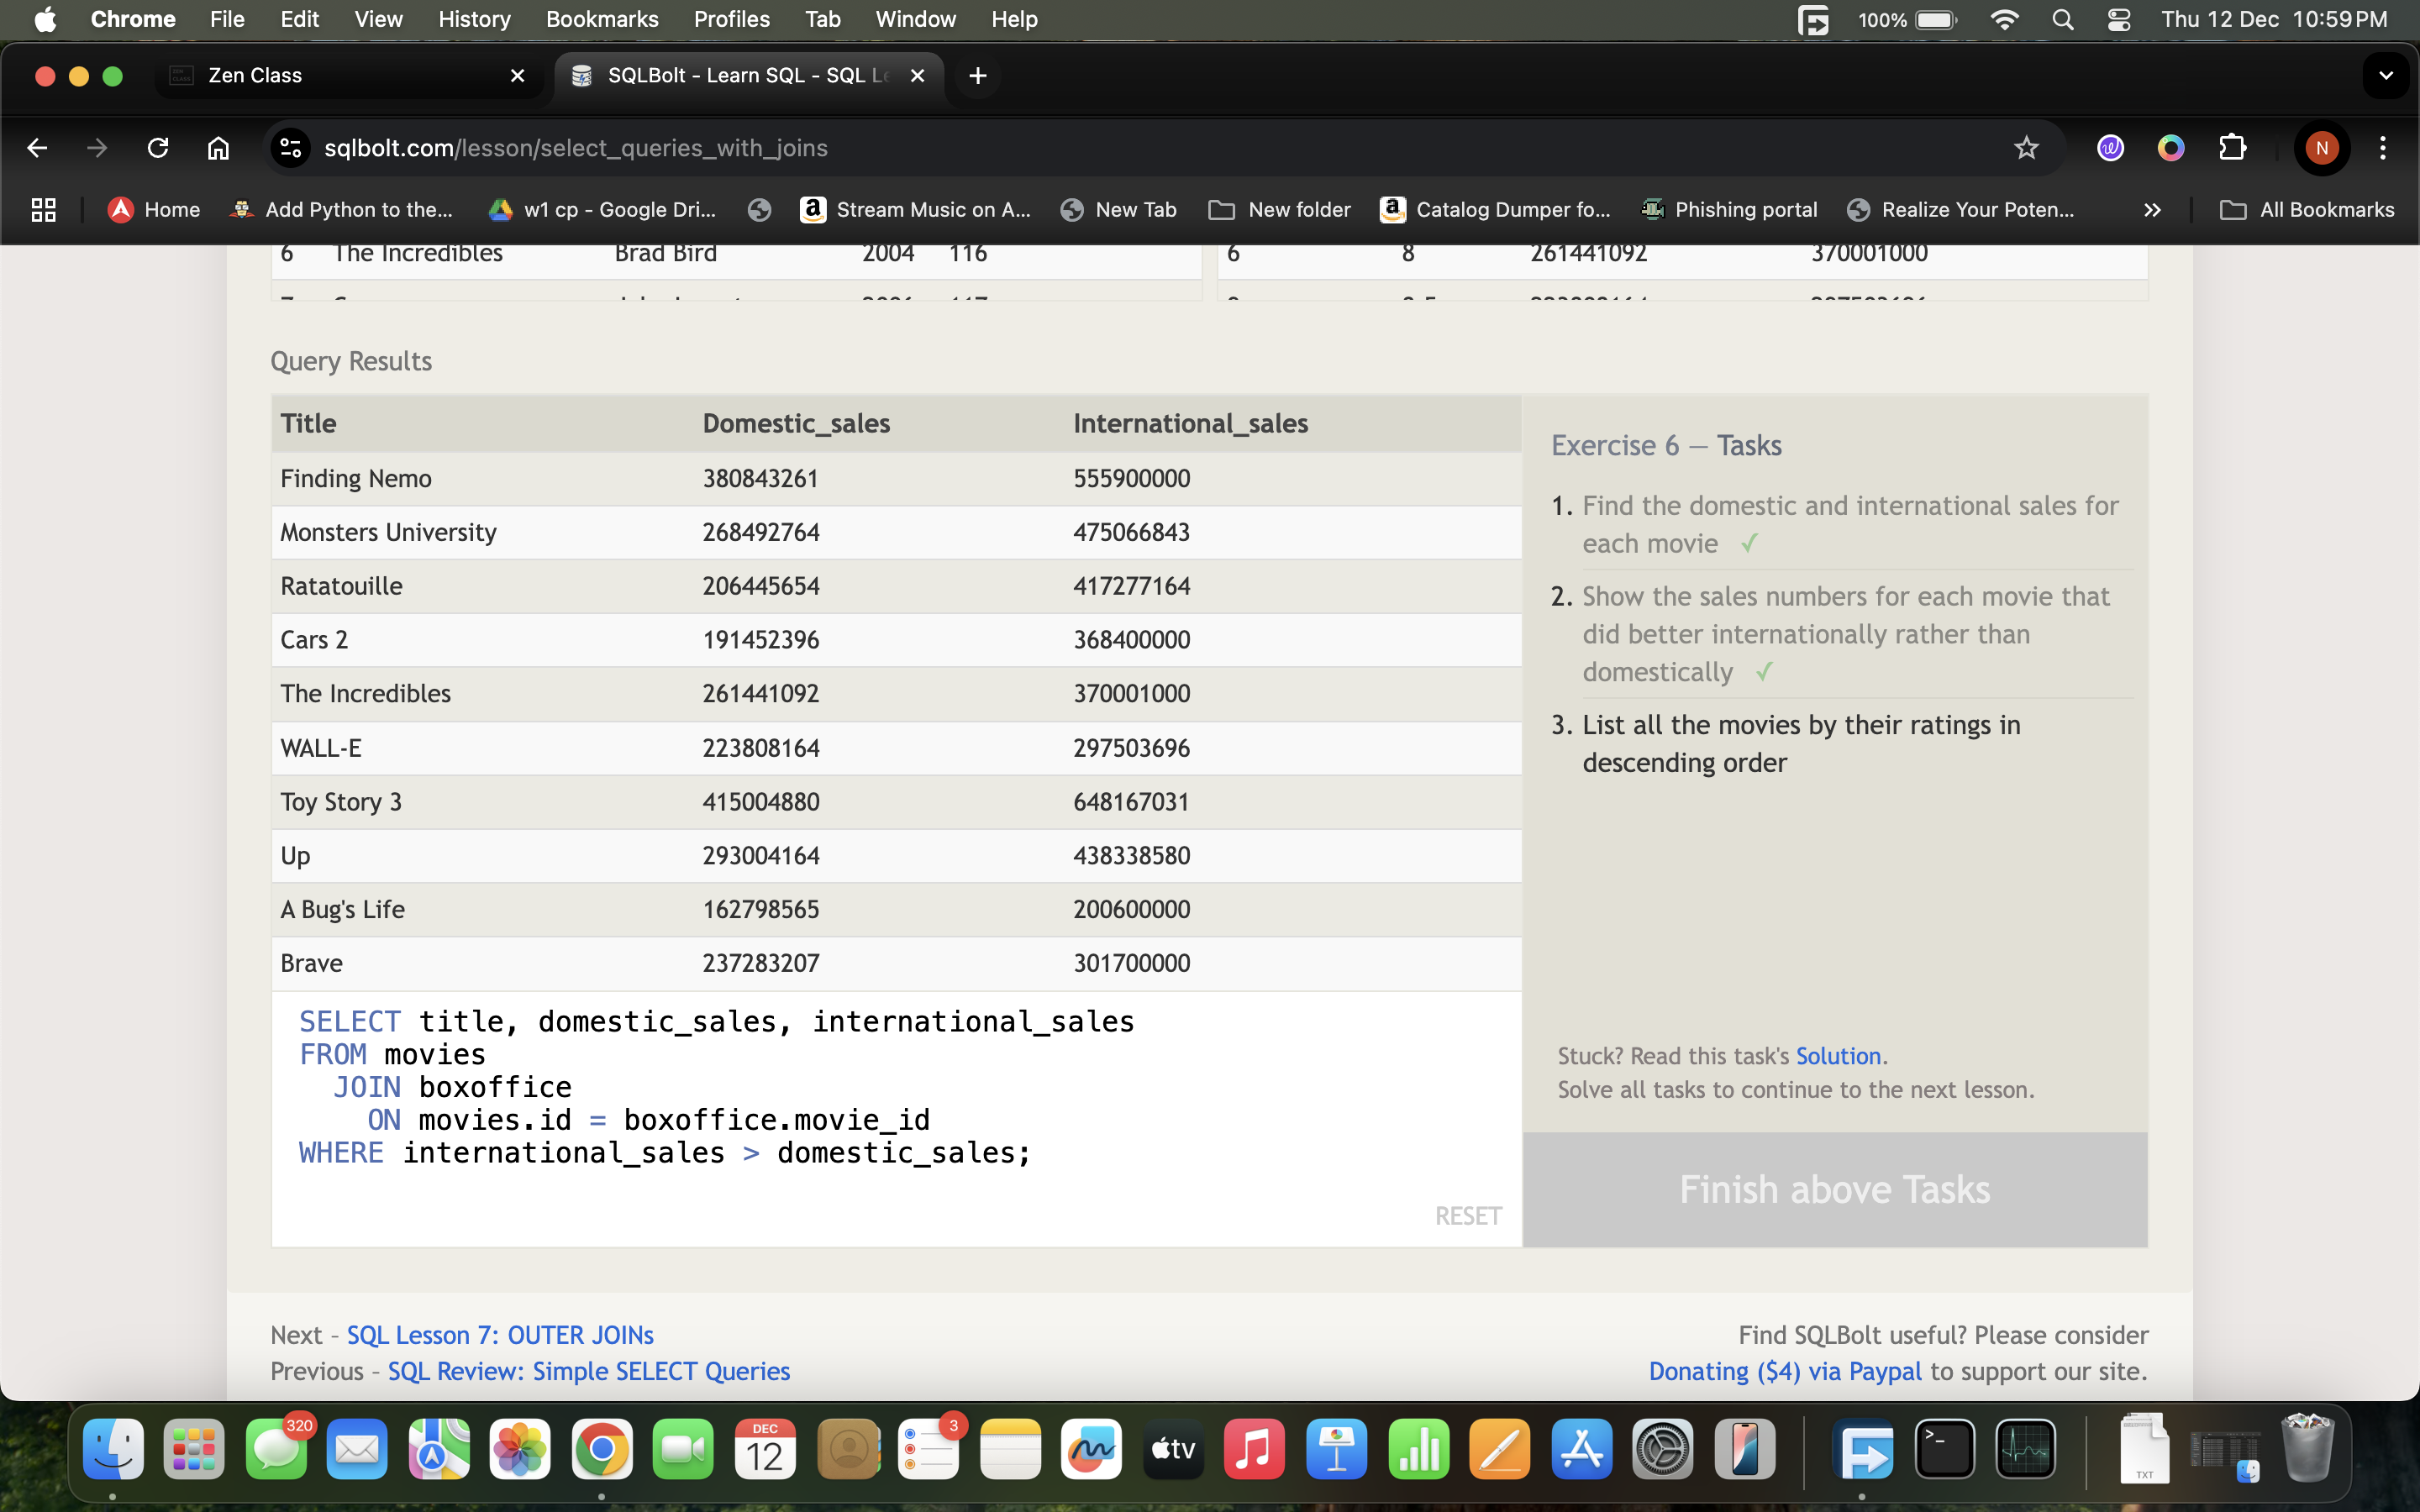 Chrome File Edit View History Bookmarks Profiles Tab Window Help 100% Thu 12 Dec 10:59 PM
Zen Class SQLBolt - Learn SQL - SQL Le
sqlbolt.com/lesson/select_queries_with_joins N
Home Add Python to the... w1 cp - Google Dri... Stream Music on A... New Tab New folder Catalog Dumper fo... Phishing portal Realize Your Poten... » All Bookmarks
6 The Incredibles Brad Bird 2004 116 6 8 261441092 370001000
Query Results
Title Domestic_sales International_sales
Finding Nemo 380843261 555900000
Monsters University 268492764 475066843
Ratatouille 206445654 417277164
Cars 2 191452396 368400000
The Incredibles 261441092 370001000
WALL-E 223808164 297503696
Toy Story 3 415004880 648167031
Up 293004164 438338580
A Bug's Life 162798565 200600000
Brave 237283207 301700000
SELECT title, domestic_sales, international_sales
FROM movies
JOIN boxoffice
ON movies.id = boxoffice.movie_id
WHERE international_sales > domestic_sales;
RESET
Exercise 6 — Tasks
1. Find the domestic and international sales for
each movie ✓
2. Show the sales numbers for each movie that
did better internationally rather than
domestically ✓
3. List all the movies by their ratings in
descending order
Stuck? Read this task's Solution.
Solve all tasks to continue to the next lesson.
Finish above Tasks
Next – SQL Lesson 7: OUTER JOINs
Previous – SQL Review: Simple SELECT Queries
Find SQLBolt useful? Please consider
Donating ($4) via Paypal to support our site.
320 DEC 12 3 tv >_ TXT